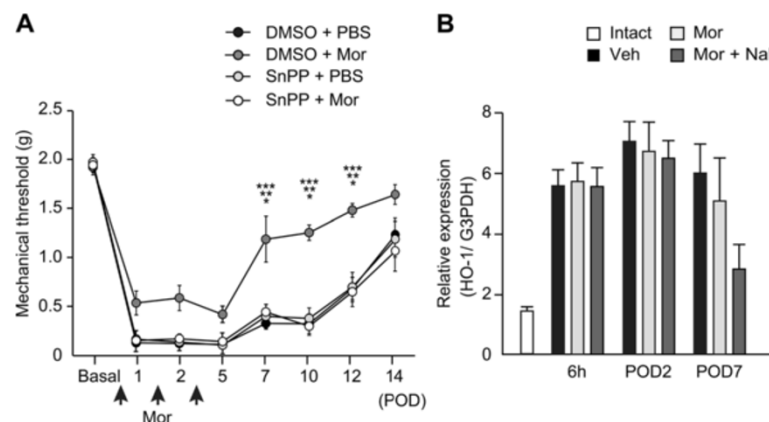 A
DMSO + PBS
DMSO + Mor
SnPP + PBS
SnPP + Mor
Mechanical threshold (g)
2.5
2.0
1.5
1.0
0.5
0
***
**
*
***
**
*
***
**
*
Basal 1 2 5 7 10 12 14
(POD)
Mor
B
Intact Mor
Veh Mor + Nal
Relative expression
(HO-1/ G3PDH)
8
6
4
2
0
6h POD2 POD7